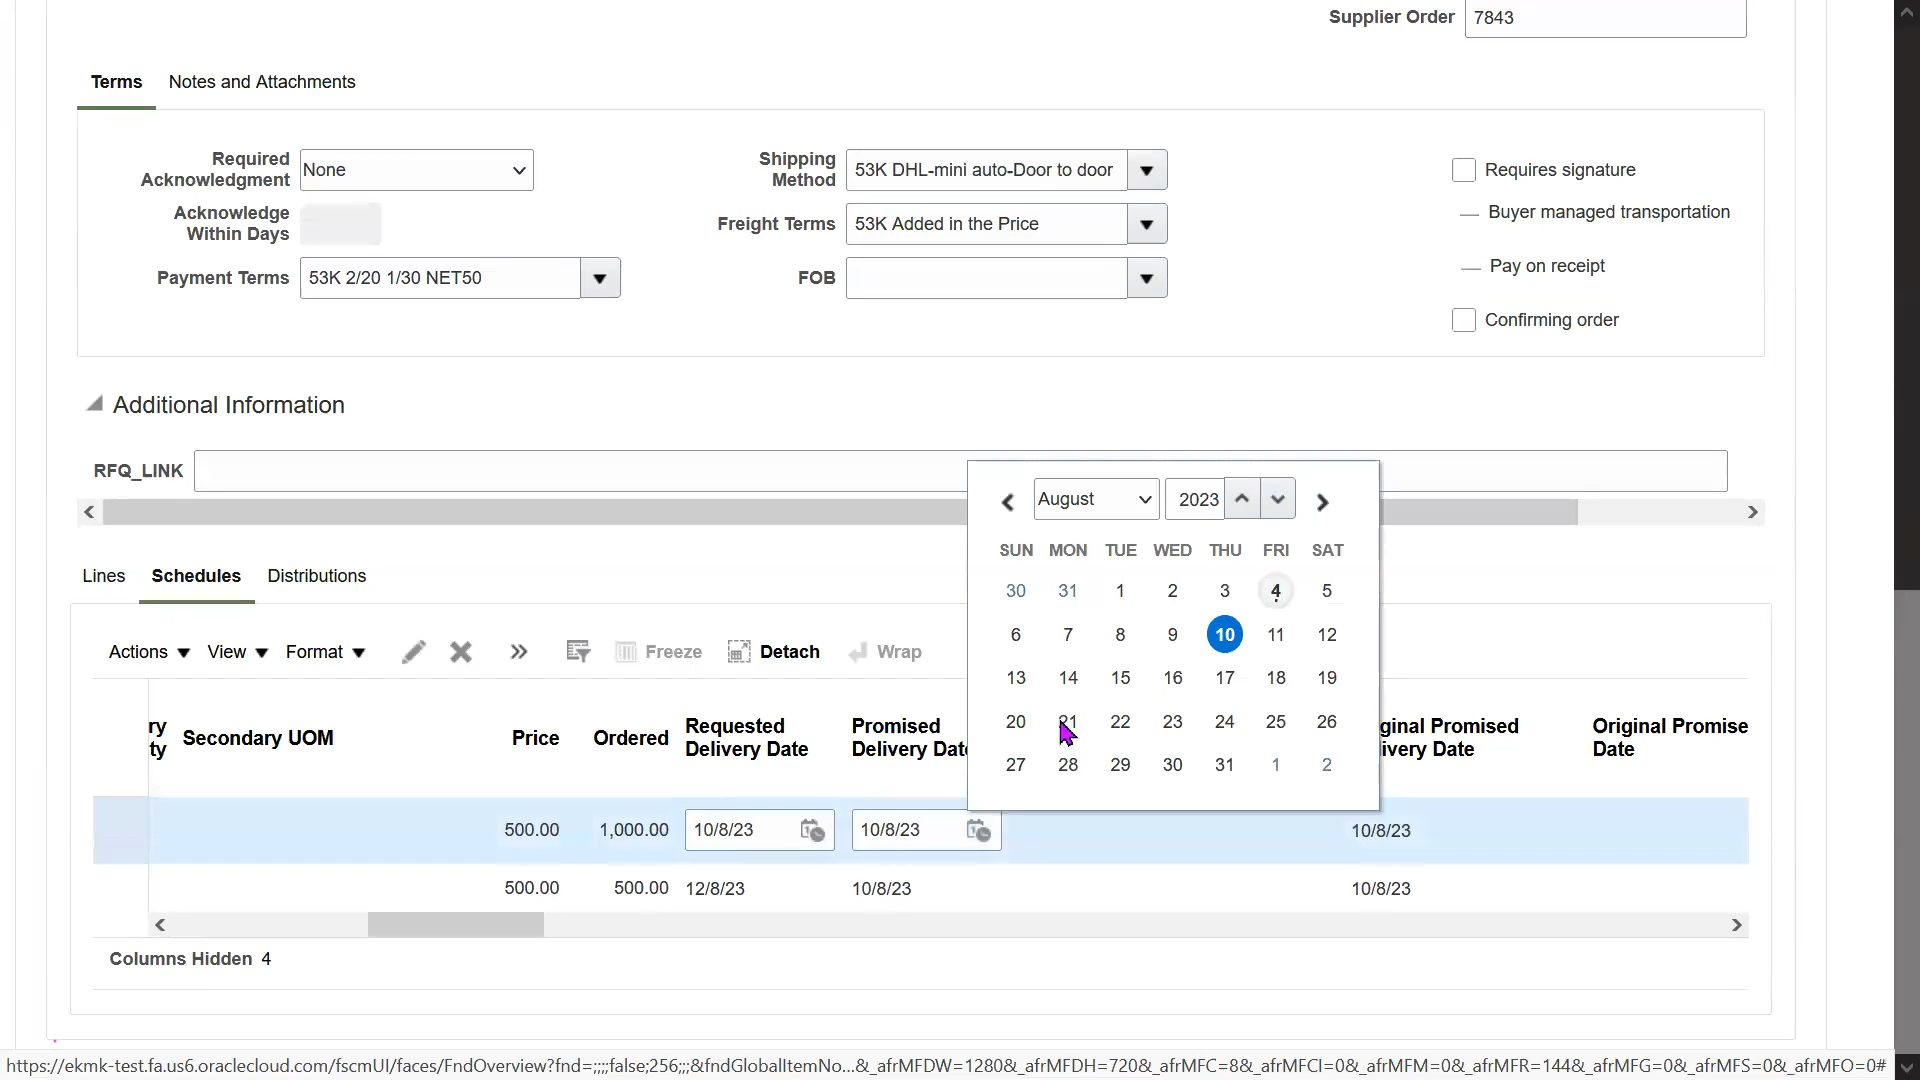 Supplier Order 7843
Terms Notes and Attachments
Required Acknowledgment None
Shipping Method 53K DHL-mini auto-Door to door
Requires signature
Acknowledge Within Days
Freight Terms 53K Added in the Price
Buyer managed transportation
Payment Terms 53K 2/20 1/30 NET50
FOB
Pay on receipt
Confirming order
Additional Information
RFQ_LINK
August 2023
SUN MON TUE WED THU FRI SAT
30 31 1 2 3 4 5
6 7 8 9 10 11 12
13 14 15 16 17 18 19
20 21 22 23 24 25 26
27 28 29 30 31 1 2
Lines Schedules Distributions
Actions View Format Freeze Detach Wrap
ry Secondary UOM Price Ordered Requested Promised ginal Promised Original Promise
ty Delivery Date Delivery Date ivery Date Date
500.00 1,000.00 10/8/23 10/8/23 10/8/23
500.00 500.00 12/8/23 10/8/23 10/8/23
Columns Hidden 4
https://ekmk-test.fa.us6.oraclecloud.com/fscmUI/faces/FndOverview?fnd=;;;;false;256;;;&fndGlobalItemNo...&_afrMFDW=1280&_afrMFDH=720&_afrMFC=8&_afrMFCI=0&_afrMFM=0&_afrMFR=144&_afrMFG=0&_afrMFS=0&_afrMFO=0#